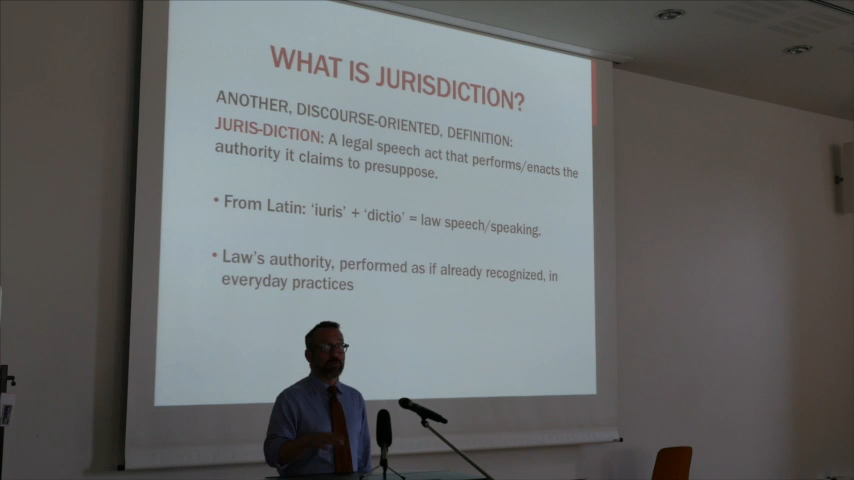 WHAT IS JURISDICTION?
ANOTHER, DISCOURSE-ORIENTED, DEFINITION:
JURIS-DICTION: A legal speech act that performs/enacts the
authority it claims to presuppose.
• From Latin: 'iuris' + 'dictio' = law speech/speaking.
• Law's authority, performed as if already recognized, in
everyday practices